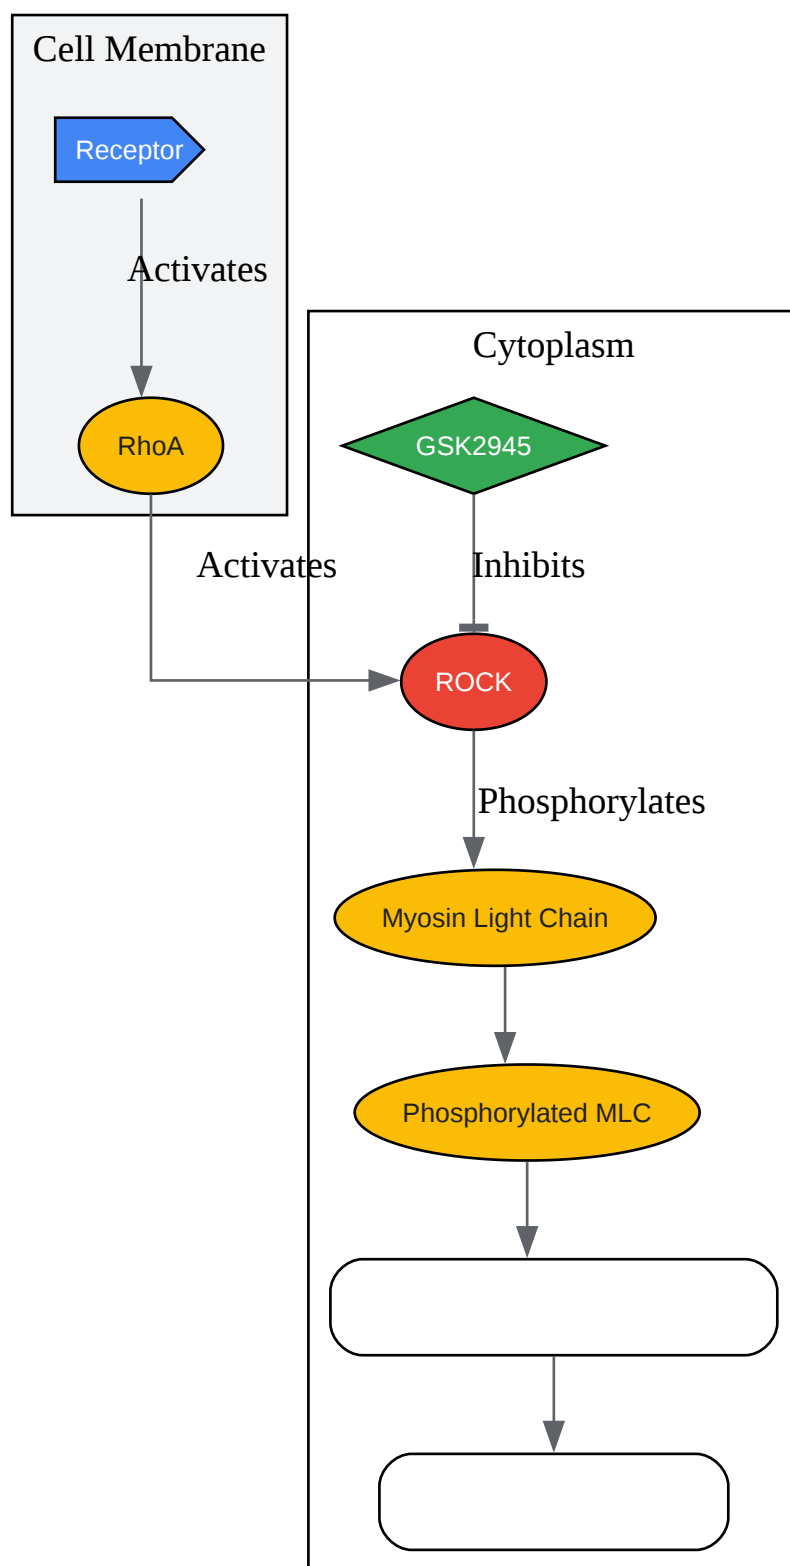 Cell Membrane
Receptor
Activates
RhoA
Cytoplasm
GSK2945
Activates
Inhibits
ROCK
Phosphorylates
Myosin Light Chain
Phosphorylated MLC